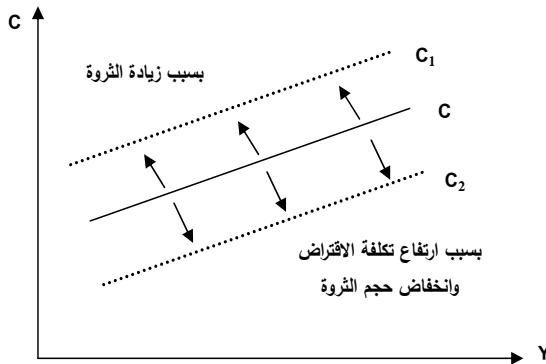 C
C₁
بسبب زيادة الثروة
C
C₂
بسبب ارتفاع تكلفة الاقتراض
وانخفاض حجم الثروة
Y